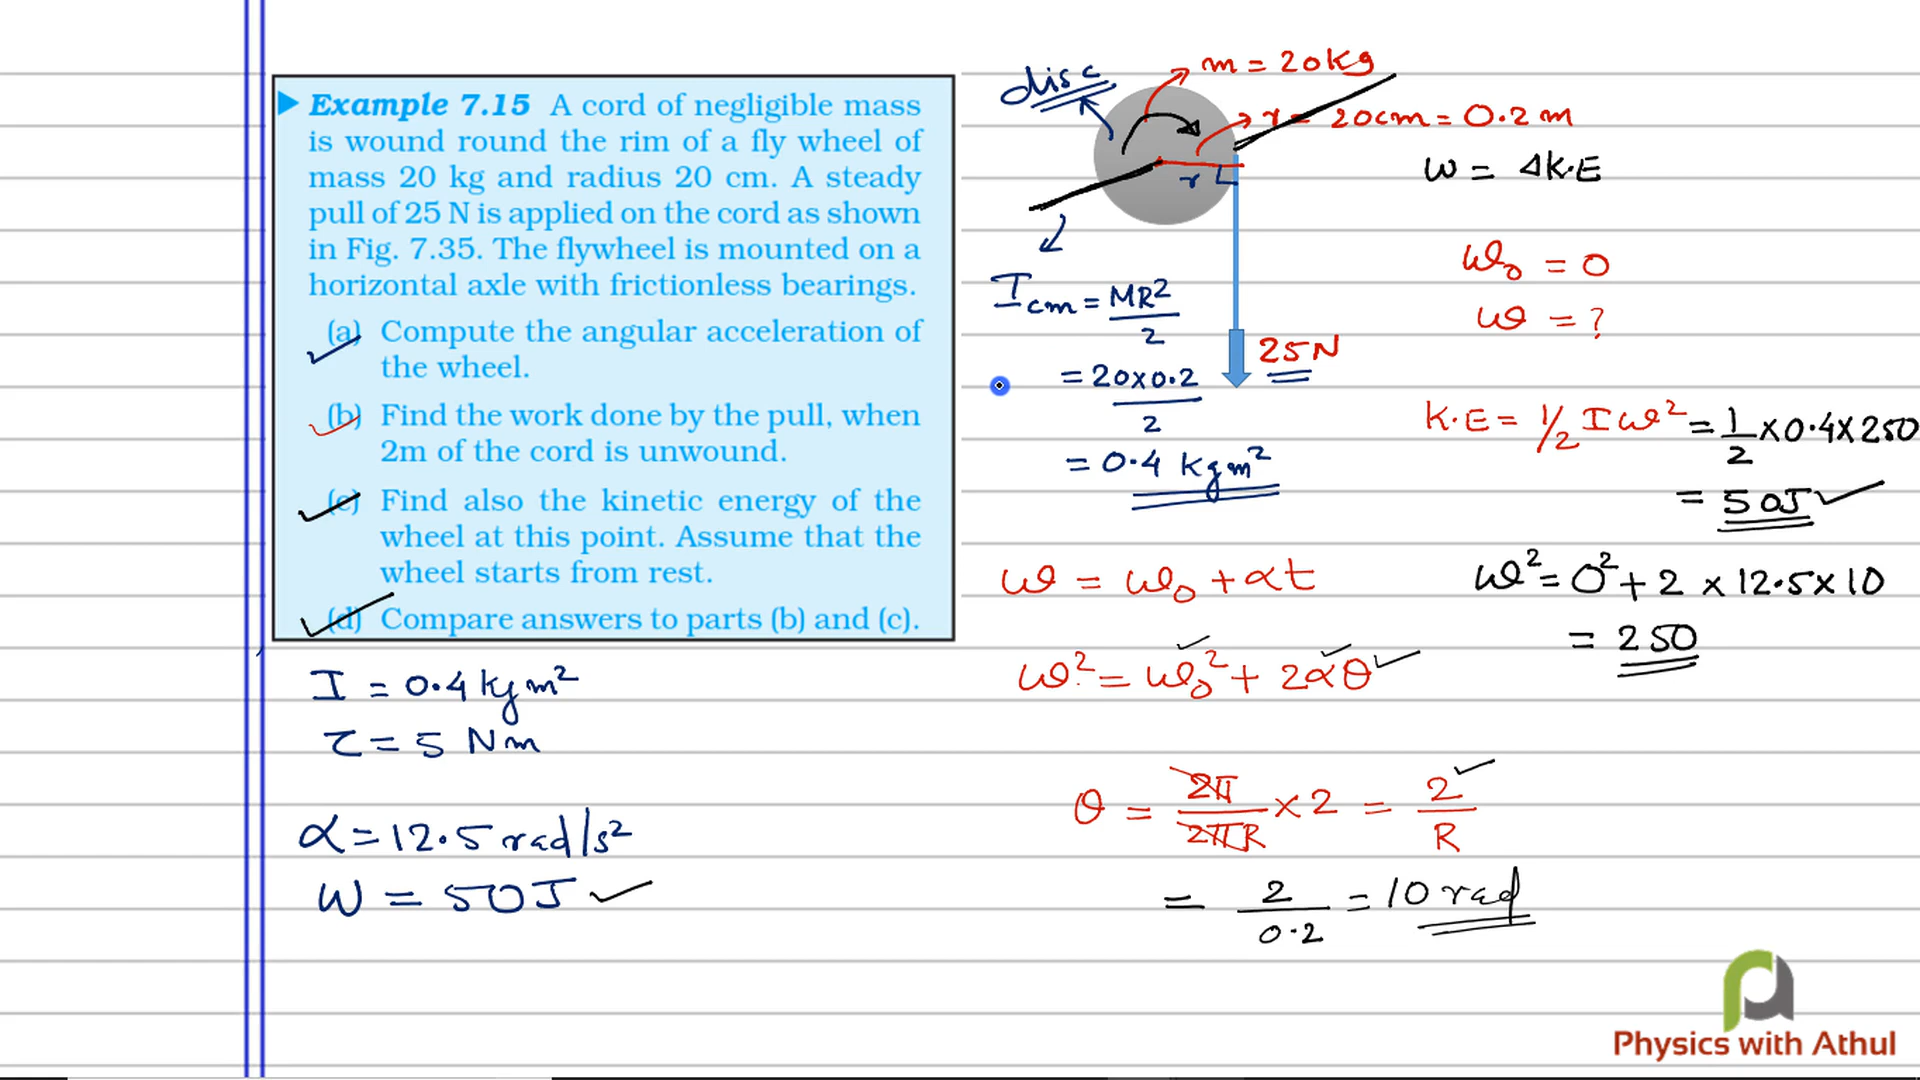 Example 7.15 A cord of negligible mass
is wound round the rim of a fly wheel of
mass 20 kg and radius 20 cm. A steady
pull of 25 N is applied on the cord as shown
in Fig. 7.35. The flywheel is mounted on a
horizontal axle with frictionless bearings.
(a) Compute the angular acceleration of
the wheel.
(b) Find the work done by the pull, when
2m of the cord is unwound.
(c) Find also the kinetic energy of the
wheel at this point. Assume that the
wheel starts from rest.
(d) Compare answers to parts (b) and (c).
I = 0.4 kgm²
τ = 5 Nm
α = 12.5 rad/s²
W = 50J
disc
m = 20kg
r = 20cm = 0.2m
r
W = ΔK.E
I cm = MR²/2
= 20×0.2/2
= 0.4 kgm²
25N
ω₀ = 0
ω = ?
K.E = 1/2 Iω² = 1/2 ×0.4×250
= 50J
ω = ω₀ + αt
ω² = 0² + 2 × 12.5×10
= 250
ω² = ω₀² + 2αθ
θ = 2π/2πR × 2 = 2/R
= 2/0.2 = 10 rad
Physics with Athul